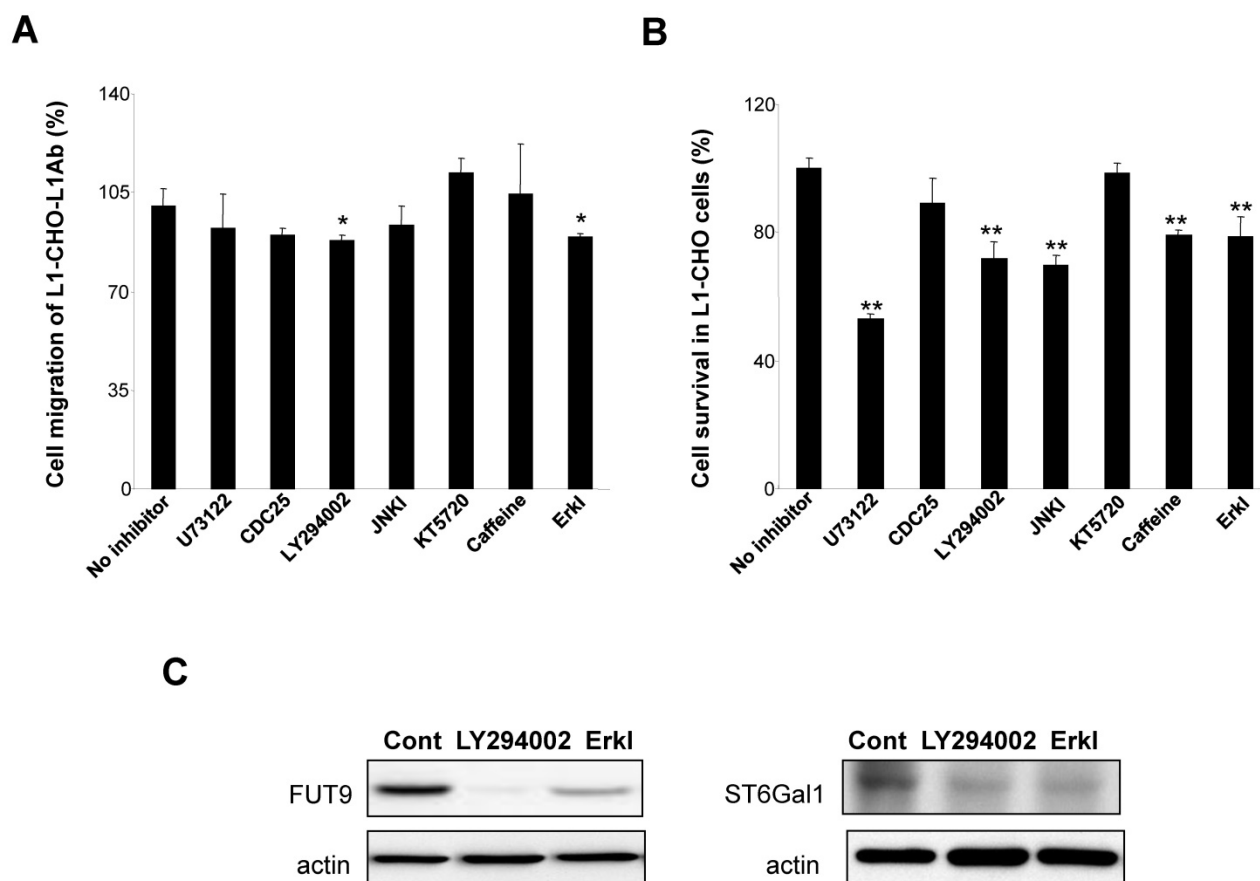 A
Cell migration of L1-CHO-L1Ab (%)
140
105
70
35
0
*
*
No inhibitor
U73122
CDC25
LY294002
JNKI
KT5720
Caffeine
ErkI
B
Cell survival in L1-CHO cells (%)
120
80
40
0
**
**
**
**
**
No inhibitor
U73122
CDC25
LY294002
JNKI
KT5720
Caffeine
ErkI
C
Cont LY294002 ErkI
FUT9
actin
Cont LY294002 ErkI
ST6Gal1
actin